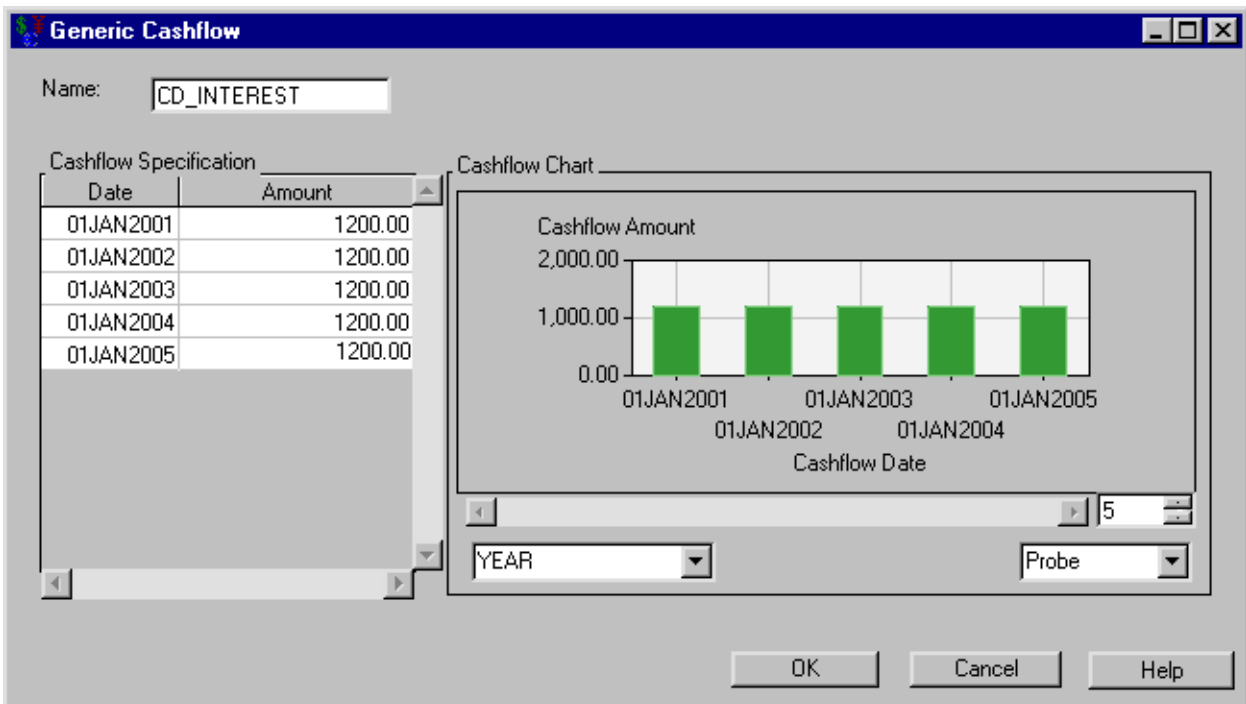 Generic Cashflow
Name: CD_INTEREST
Cashflow Specification
Date Amount
01JAN2001 1200.00
01JAN2002 1200.00
01JAN2003 1200.00
01JAN2004 1200.00
01JAN2005 1200.00
Cashflow Chart
Cashflow Amount
2,000.00
1,000.00
0.00
01JAN2001 01JAN2003 01JAN2005
01JAN2002 01JAN2004
Cashflow Date
5
YEAR Probe
OK Cancel Help